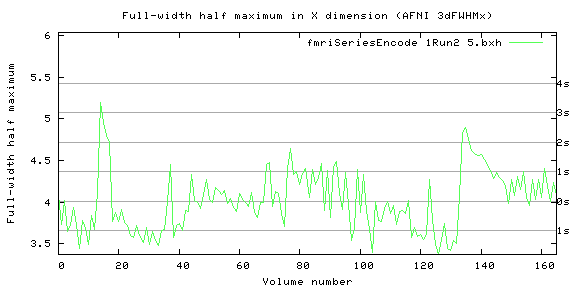 Full-width half maximum in X dimension (AFNI 3dFWHMx)
fmriSeriesEncode 1Run2 5.bxh
Full-width half maximum
6
5.5
5
4.5
4
3.5
4s
3s
2s
1s
0s
1s
0 20 40 60 80 100 120 140 160
Volume number